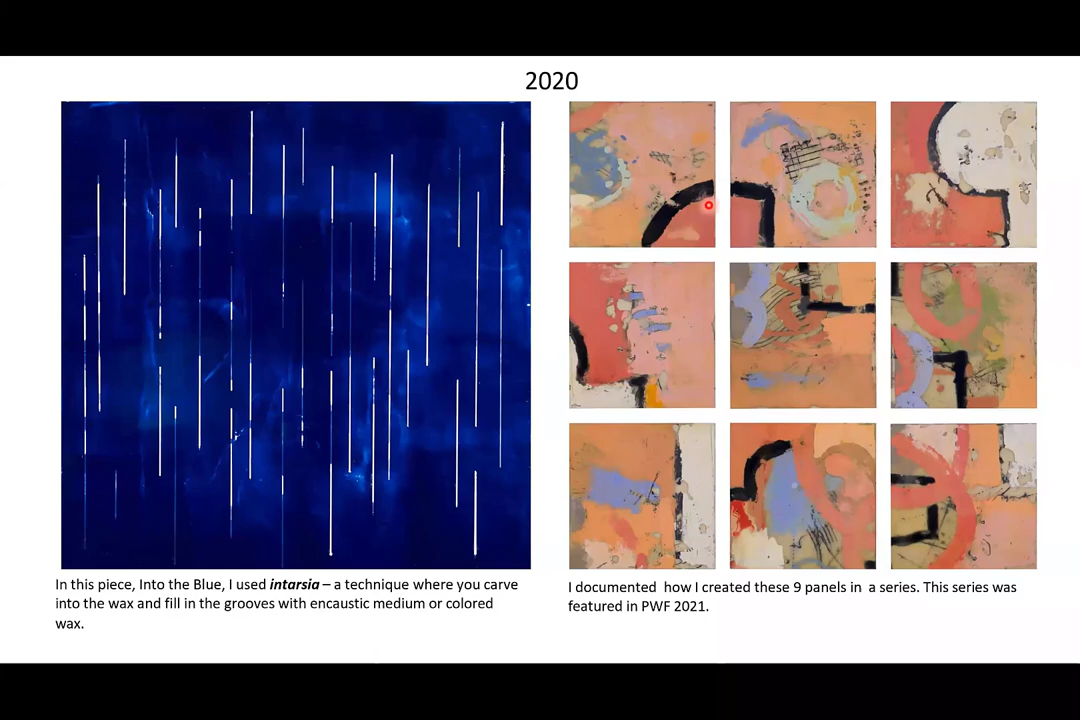 2020
In this piece, Into the Blue, I used intarsia – a technique where you carve
into the wax and fill in the grooves with encaustic medium or colored
wax.
I documented  how I created these 9 panels in  a series. This series was
featured in PWF 2021.